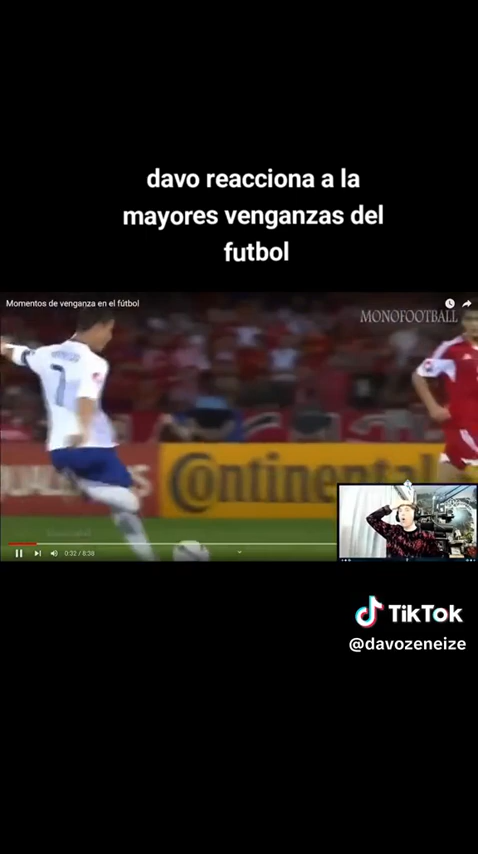 davo reacciona a la
mayores venganzas del
futbol
Momentos de venganza en el fútbol
MONOFOOTBALL
7
Continental
0:32 / 8:38
TikTok
@davozeneize